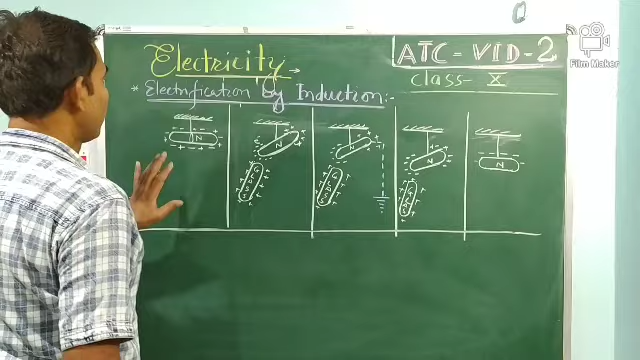 Electricity
ATC - VID-2
Class - X
* Electrification by Induction :-
N
N
N
N
N
Film Maker